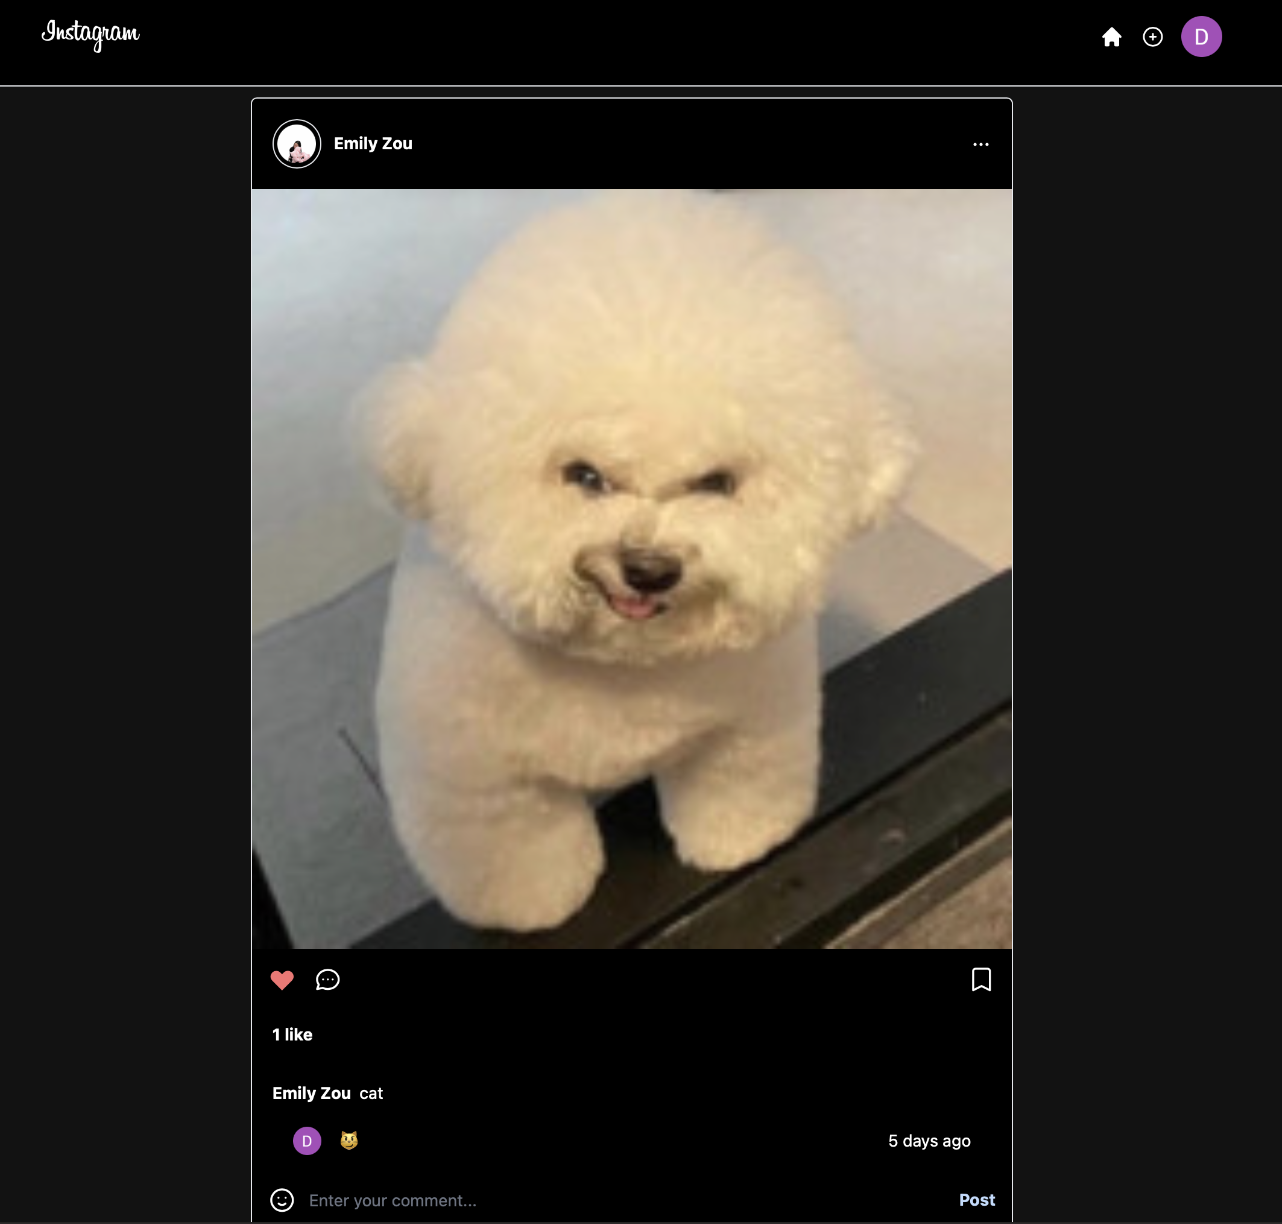 Instagram
D
Emily Zou
1 like
Emily Zou cat
D 😼 5 days ago
Enter your comment... Post